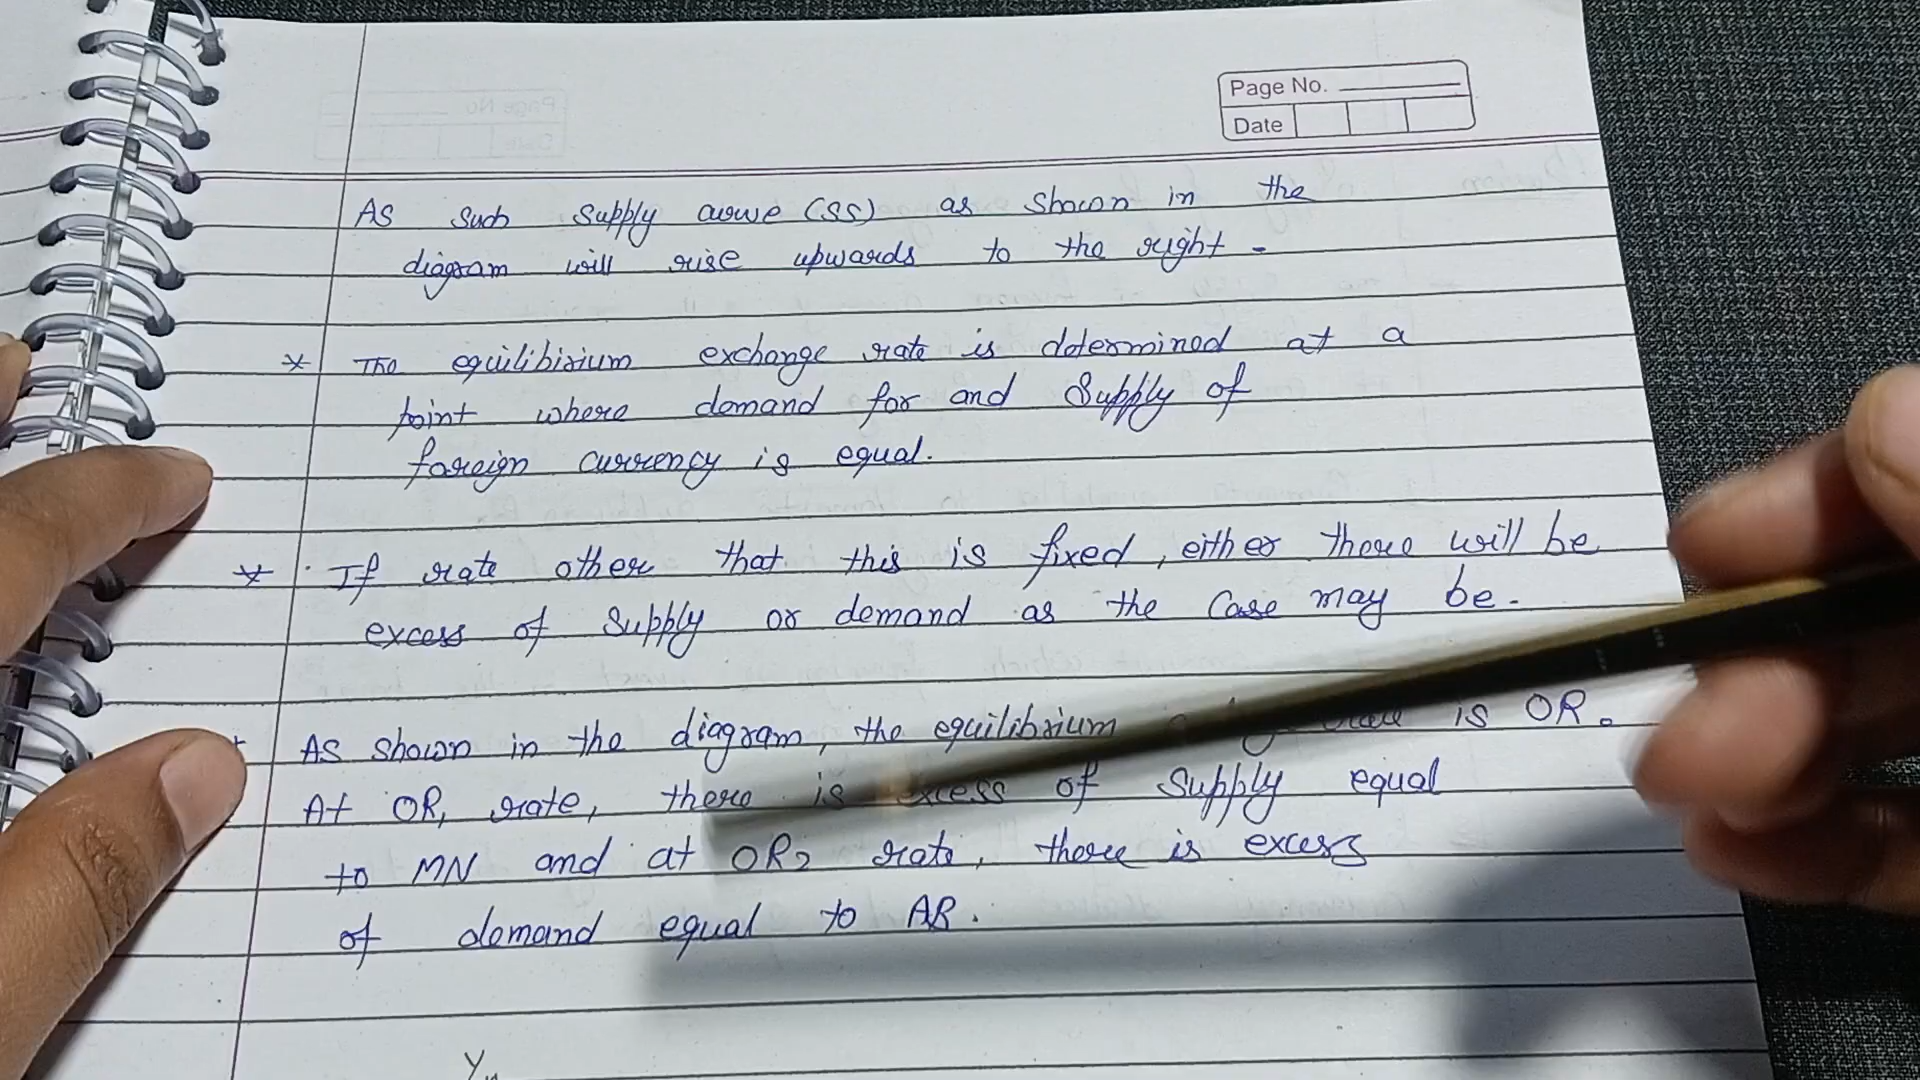 Page No.
Date
As such supply curve (SS) as shown in the
diagram will rise upwards to the right -
* The equilibirium exchange rate is determined at a
point where demand for and supply of
foreign currency is equal.
* If rate other that this is fixed, either there will be
excess of supply or demand as the case may be.
As shown in the diagram, the equilibrium rate is OR.
At OR, rate, there is excess of supply equal
to MN and at OR2 rate, there is excess
of demand equal to AR.
Y